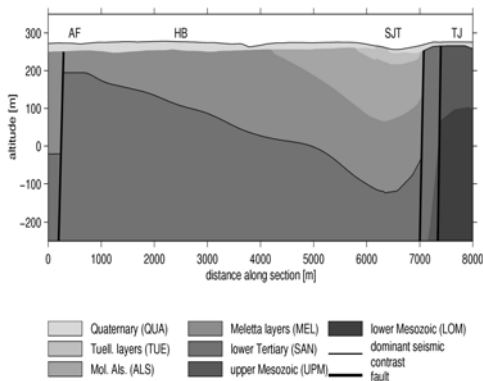 AF HB SJT TJ
300
200
100
0
−100
−200
altitude [m]
0 1000 2000 3000 4000 5000 6000 7000 8000
distance along section [m]
Quaternary (QUA) Meletta layers (MEL) lower Mesozoic (LOM)
Tuell. layers (TUE) lower Tertiary (SAN) dominant seismic contrast
Mol. Als. (ALS) upper Mesozoic (UPM) fault